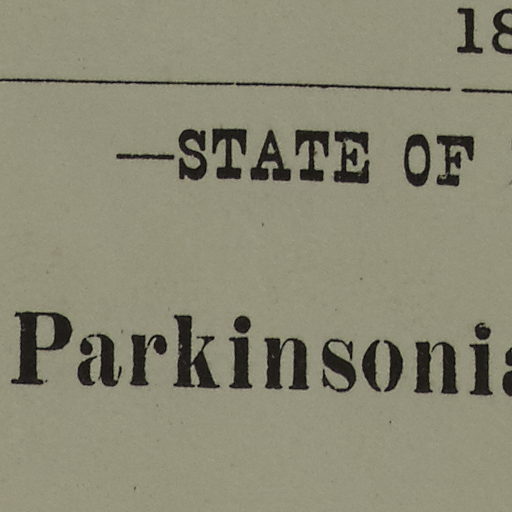 18
—STATE OF
Parkinsonia